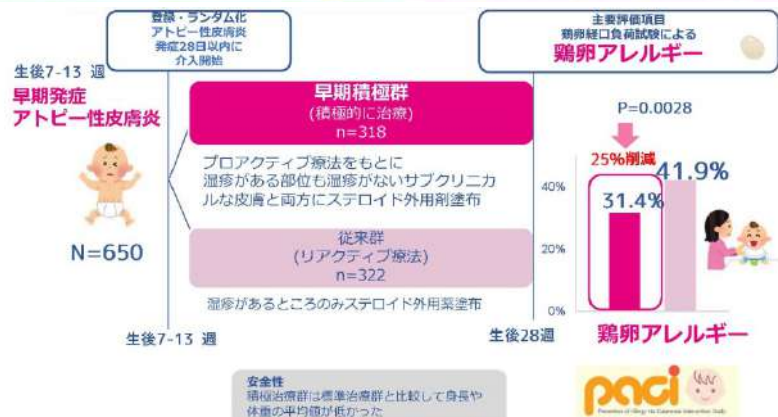 登録・ランダム化
アトピー性皮膚炎
発症28日以内に
介入開始
主要評価項目
鶏卵経口負荷試験による
鶏卵アレルギー
生後7-13 週
早期発症
アトピー性皮膚炎
N=650
早期積極群
(積極的に治療)
n=318
プロアクティブ療法をもとに
湿疹がある部位も湿疹がないサブクリニカ
ルな皮膚と両方にステロイド外用剤塗布
従来群
(リアクティブ療法)
n=322
湿疹があるところのみステロイド外用薬塗布
生後7-13 週
生後28週
P=0.0028
25%削減
41.9%
31.4%
40%
20%
0%
鶏卵アレルギー
安全性
積極治療群は標準治療群と比較して身長や
体重の平均値が低かった
paci
Prevention of Allergy via Cutaneous Intervention Study